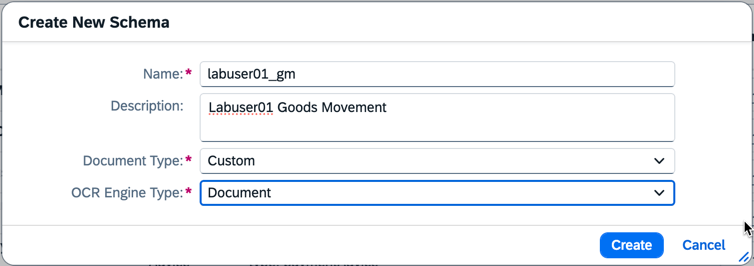 Create New Schema
Name:* labuser01_gm
Description: Labuser01 Goods Movement
Document Type:* Custom
OCR Engine Type:* Document
Create Cancel